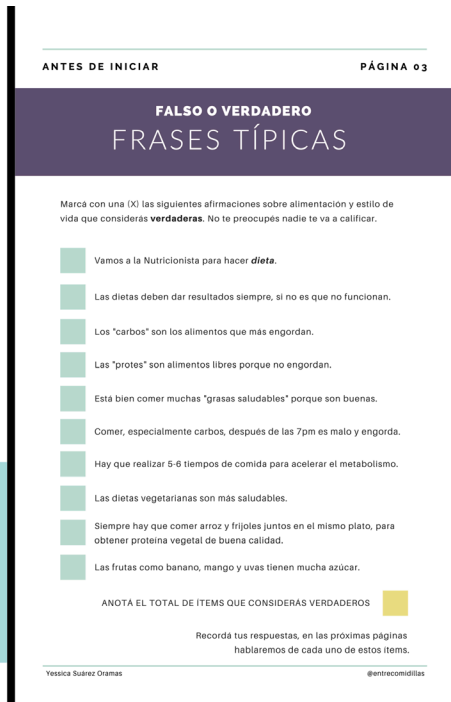 ANTES DE INICIAR
PÁGINA 03
FALSO O VERDADERO
FRASES TÍPICAS
Marcá con una (X) las siguientes afirmaciones sobre alimentación y estilo de
vida que considerás verdaderas. No te preocupés nadie te va a calificar.
Vamos a la Nutricionista para hacer dieta.
Las dietas deben dar resultados siempre, si no es que no funcionan.
Los "carbos" son los alimentos que más engordan.
Las "protes" son alimentos libres porque no engordan.
Está bien comer muchas "grasas saludables" porque son buenas.
Comer, especialmente carbos, después de las 7pm es malo y engorda.
Hay que realizar 5-6 tiempos de comida para acelerar el metabolismo.
Las dietas vegetarianas son más saludables.
Siempre hay que comer arroz y frijoles juntos en el mismo plato, para
obtener proteína vegetal de buena calidad.
Las frutas como banano, mango y uvas tienen mucha azúcar.
ANOTÁ EL TOTAL DE ÍTEMS QUE CONSIDERÁS VERDADEROS
Recordá tus respuestas, en las próximas páginas
hablaremos de cada uno de estos ítems.
Yessica Suárez Oramas
@entrecomidillas